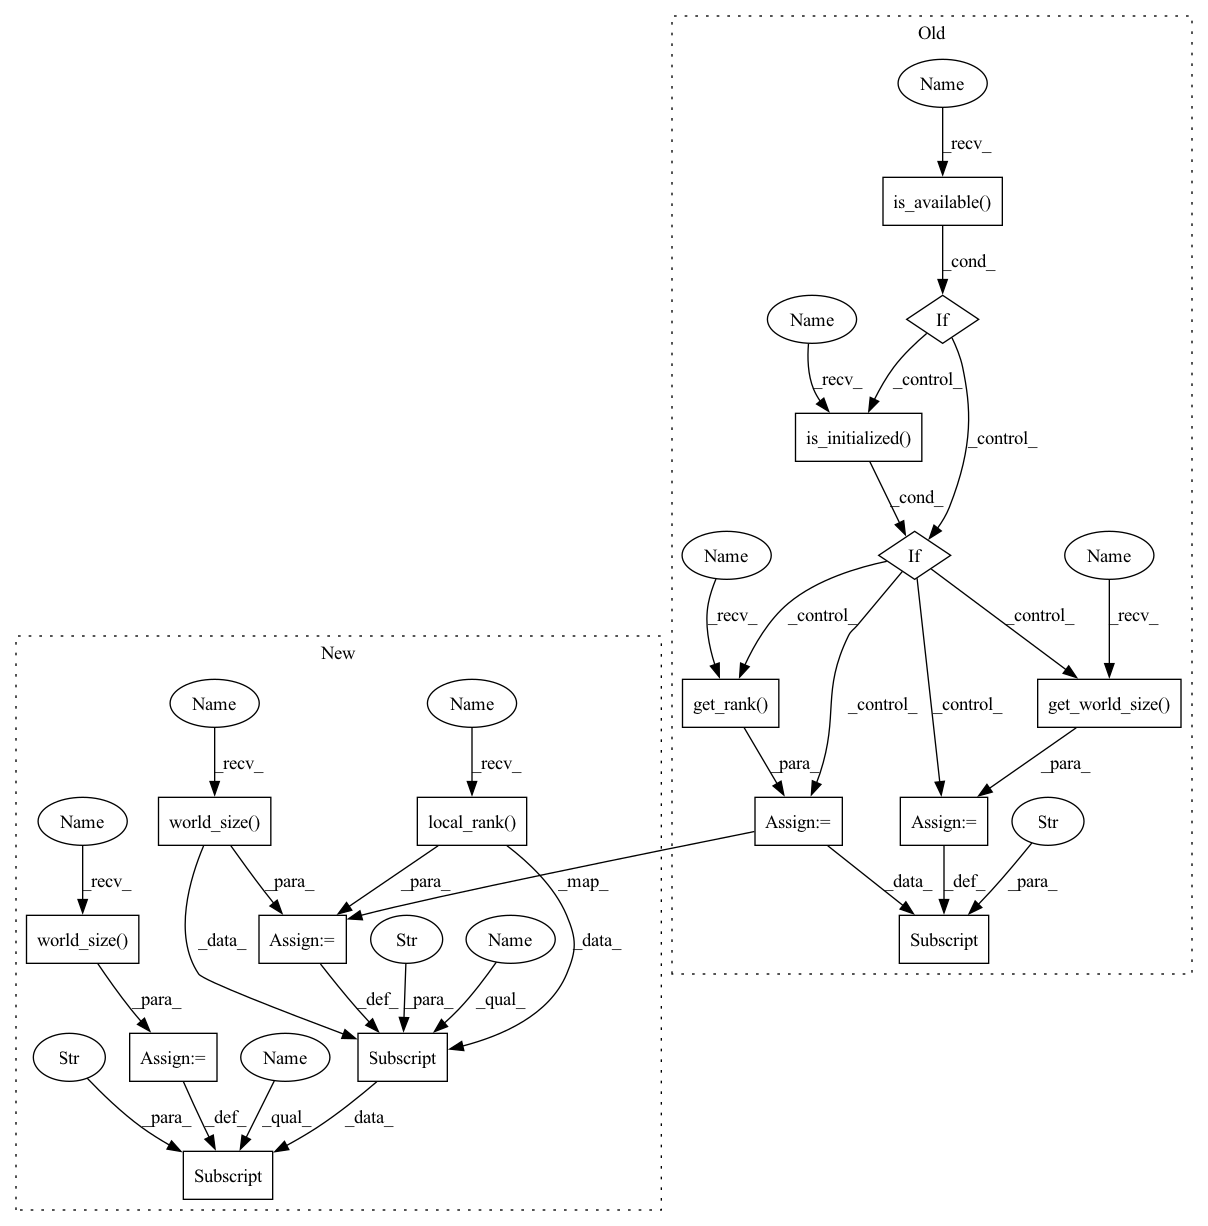 Old
Name
_recv_
is_available()
_cond_
Name
If
_recv_
_control_
is_initialized()
_control_
_cond_
Name
If
Name
_recv_
_control_
_control_
_recv_
New
Name
Name
get_rank()
_control_
_control_
get_world_size()
_recv_
_recv_
_para_
_para_
Name
world_size()
local_rank()
Assign:=
Assign:=
Str
_recv_
_para_
_para_
_map_
_data_
_def_
_para_
world_size()
_data_
Assign:=
Str
Name
_data_
Subscript
_para_
_def_
_para_
_qual_
Str
Assign:=
Name
Subscript
_para_
_def_
_qual_
_data_
Subscript